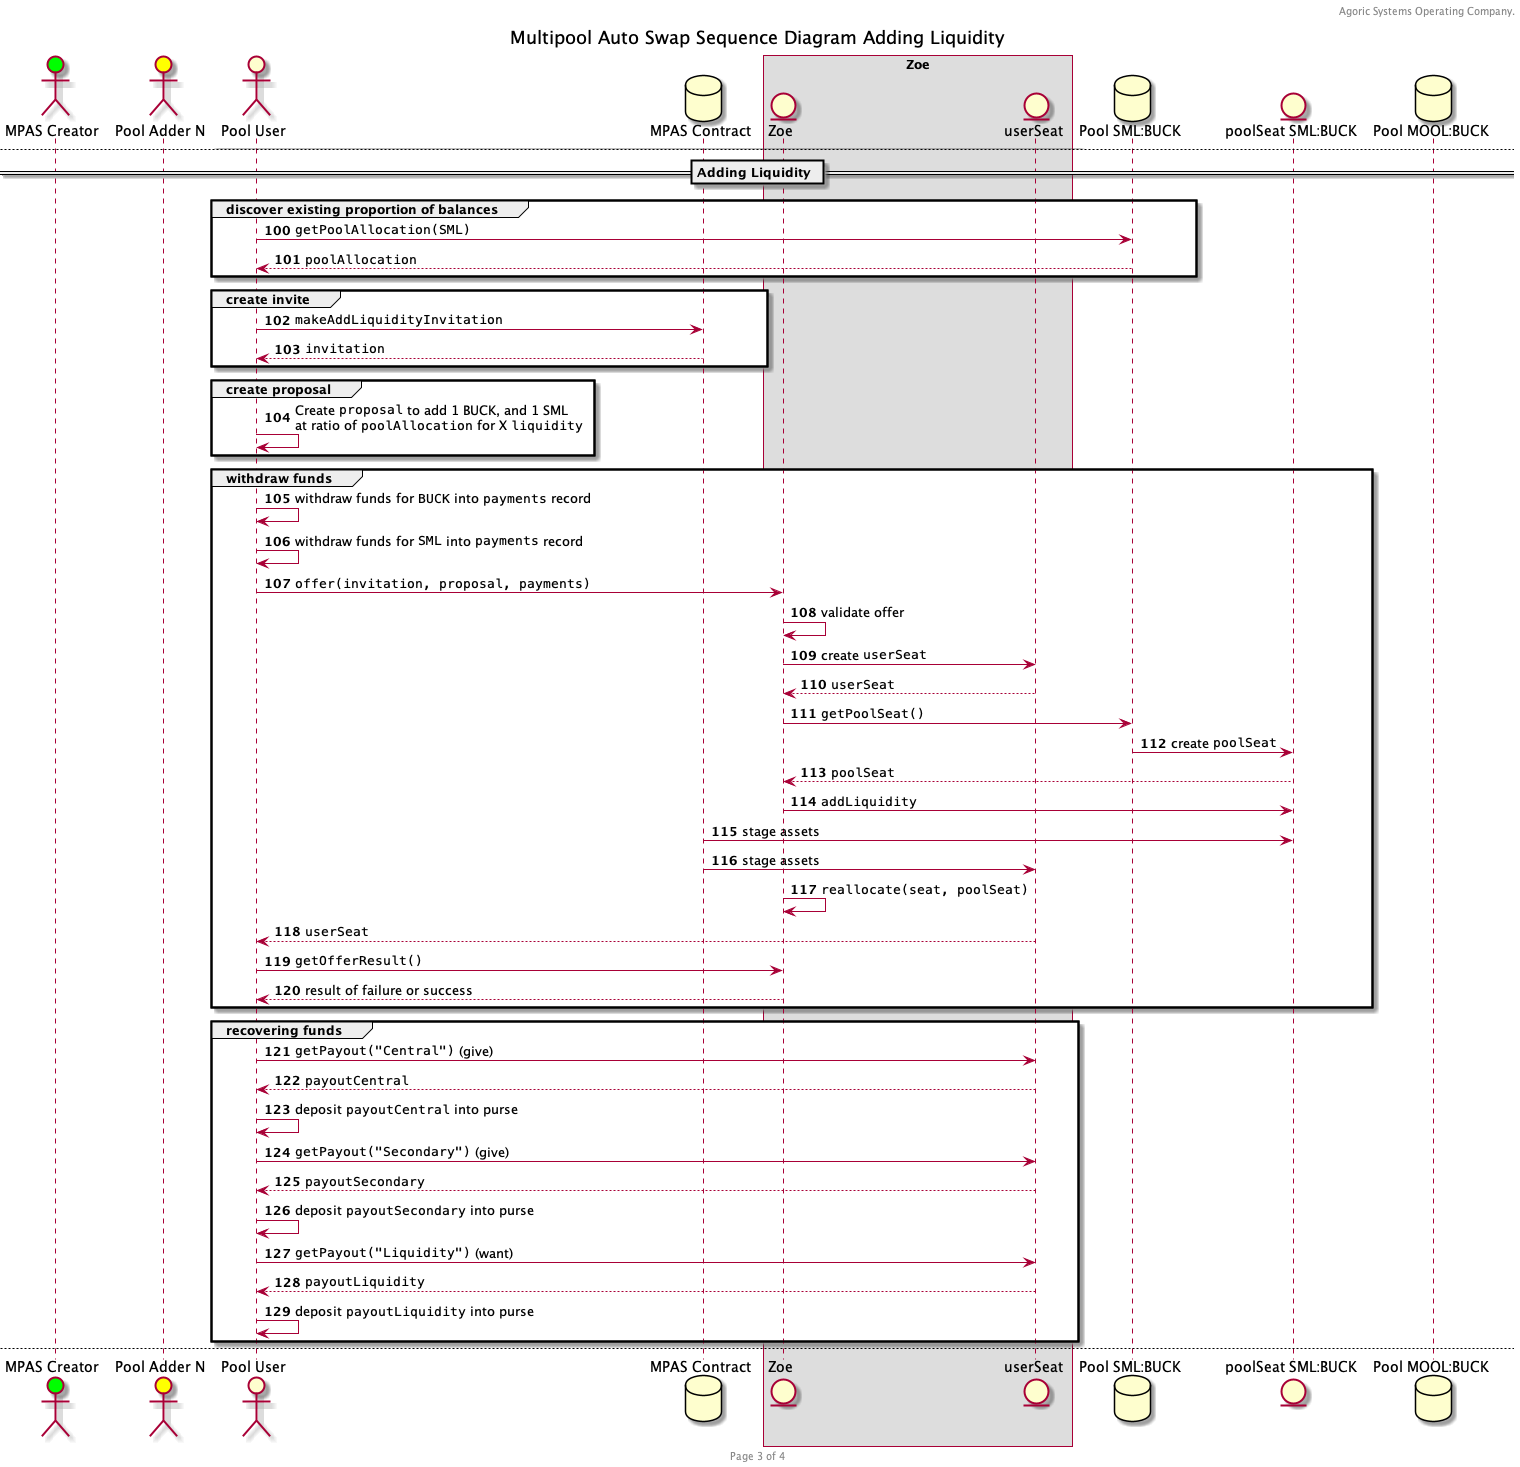 Agoric Systems Operating Company.
Multipool Auto Swap Sequence Diagram Adding Liquidity
Zoe
MPAS Creator
Pool Adder N
Pool User
MPAS Contract
Zoe
userSeat
Pool SML:BUCK
poolSeat SML:BUCK
Pool MOOL:BUCK
Adding Liquidity
discover existing proportion of balances
100 getPoolAllocation(SML)
101 poolAllocation
create invite
102 makeAddLiquidityInvitation
103 invitation
create proposal
104 Create proposal to add 1 BUCK, and 1 SML
at ratio of poolAllocation for X liquidity
withdraw funds
105 withdraw funds for BUCK into payments record
106 withdraw funds for SML into payments record
107 offer(invitation, proposal, payments)
108 validate offer
109 create userSeat
110 userSeat
111 getPoolSeat()
112 create poolSeat
113 poolSeat
114 addLiquidity
115 stage assets
116 stage assets
117 reallocate(seat, poolSeat)
118 userSeat
119 getOfferResult()
120 result of failure or success
recovering funds
121 getPayout("Central") (give)
122 payoutCentral
123 deposit payoutCentral into purse
124 getPayout("Secondary") (give)
125 payoutSecondary
126 deposit payoutSecondary into purse
127 getPayout("Liquidity") (want)
128 payoutLiquidity
129 deposit payoutLiquidity into purse
MPAS Creator
Pool Adder N
Pool User
MPAS Contract
Zoe
userSeat
Pool SML:BUCK
poolSeat SML:BUCK
Pool MOOL:BUCK
Page 3 of 4